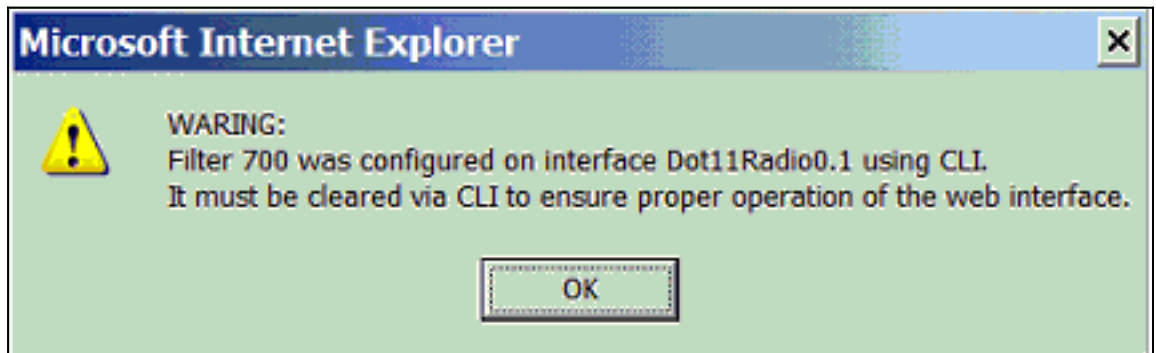 Microsoft Internet Explorer
WARING:
Filter 700 was configured on interface Dot11Radio0.1 using CLI.
It must be cleared via CLI to ensure proper operation of the web interface.
OK